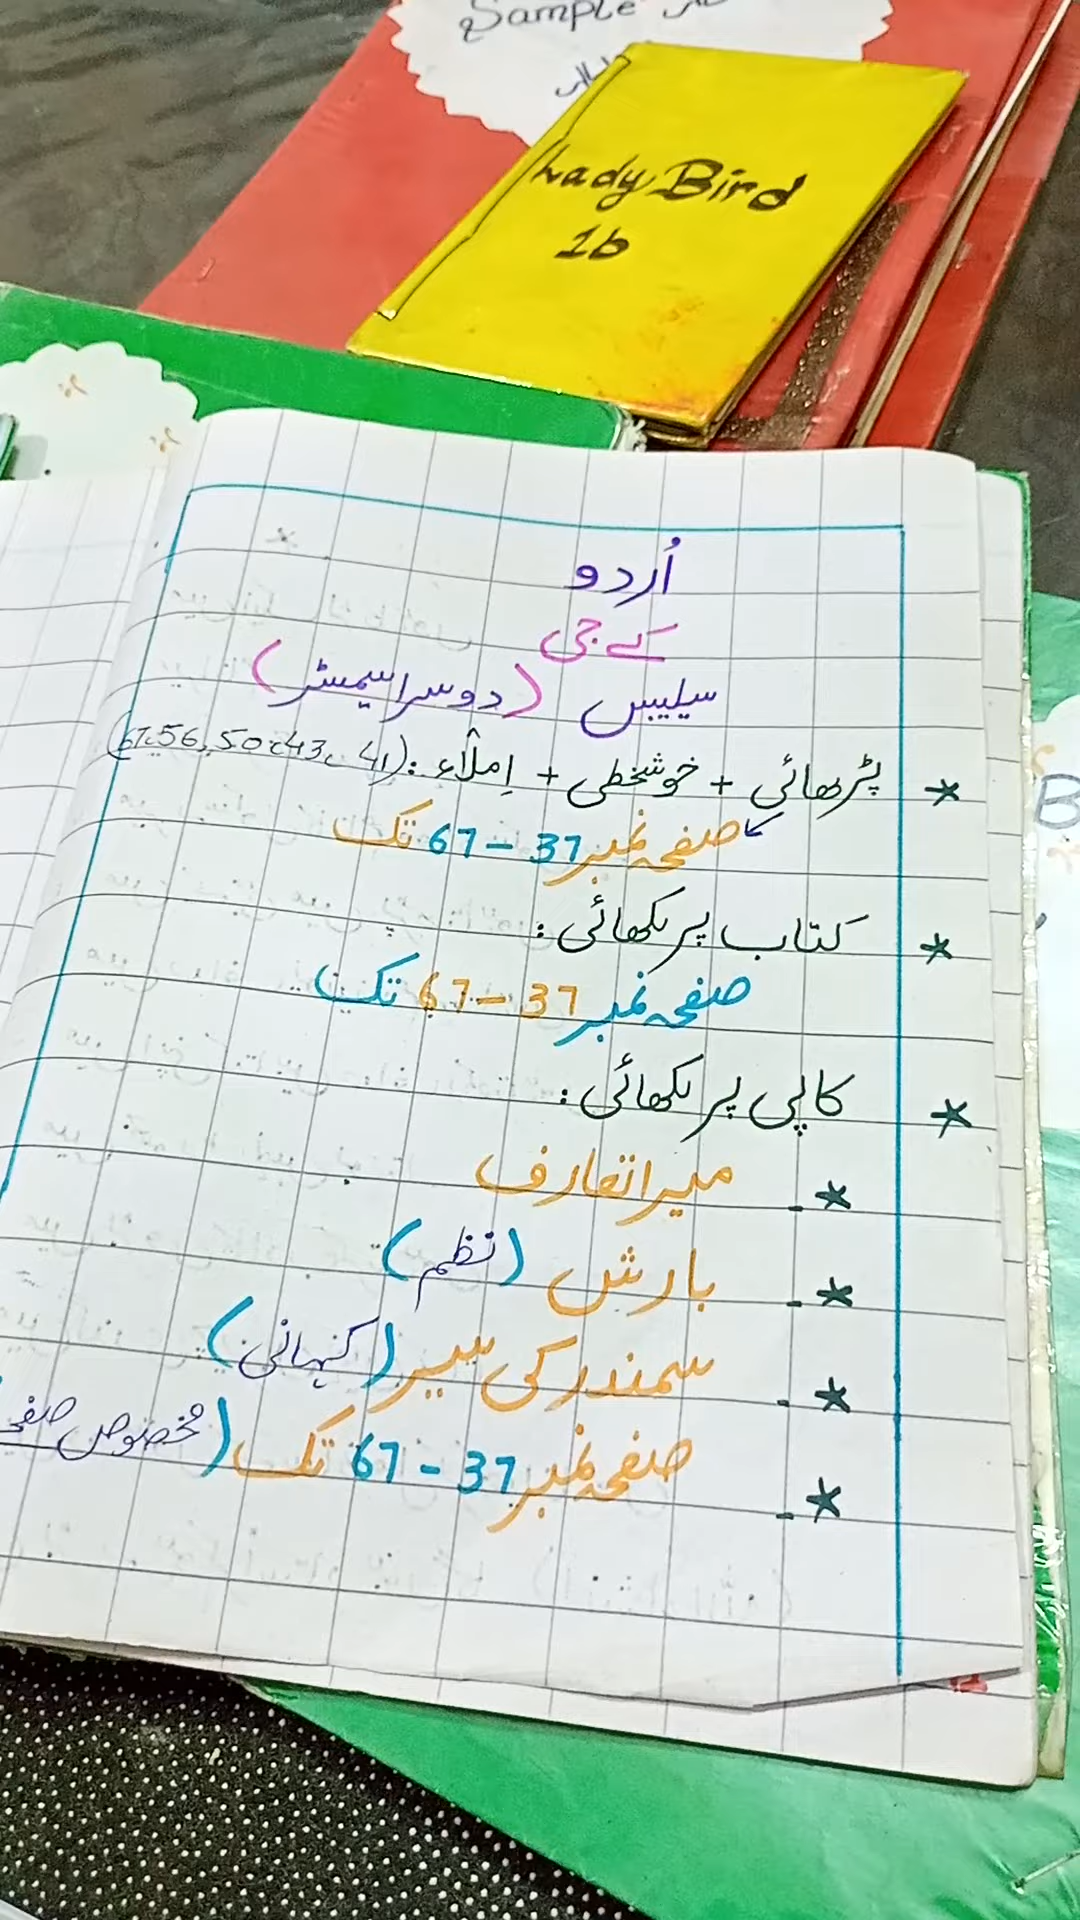 Sample
Lady Bird
1b
اُردو
کے جی
سلیبس (دوسرا سمسٹر)
* پڑھائی + خوشخطی + اِملاء: (41، 43، 50، 56، 67)
صفحہ نمبر 37 - 67 تک
* کتاب پر لکھائی:
صفحہ نمبر 37 - 67 تک
* کاپی پر لکھائی:
*- میرا تعارف
*- بارش (نظم)
*- سمندر کی سیر (کہانی)
*- صفحہ نمبر 37 - 67 تک (مخصوص صفحہ
B